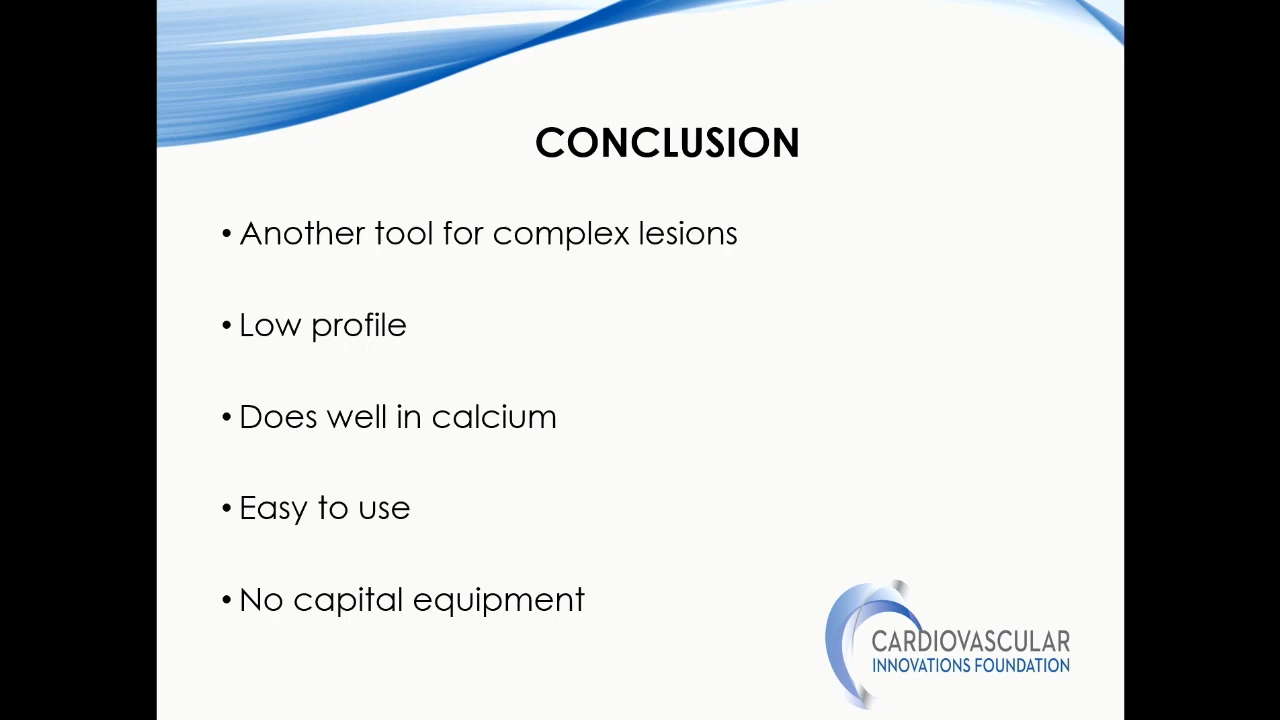 CONCLUSION
• Another tool for complex lesions
• Low profile
• Does well in calcium
• Easy to use
• No capital equipment
CARDIOVASCULAR
INNOVATIONS FOUNDATION